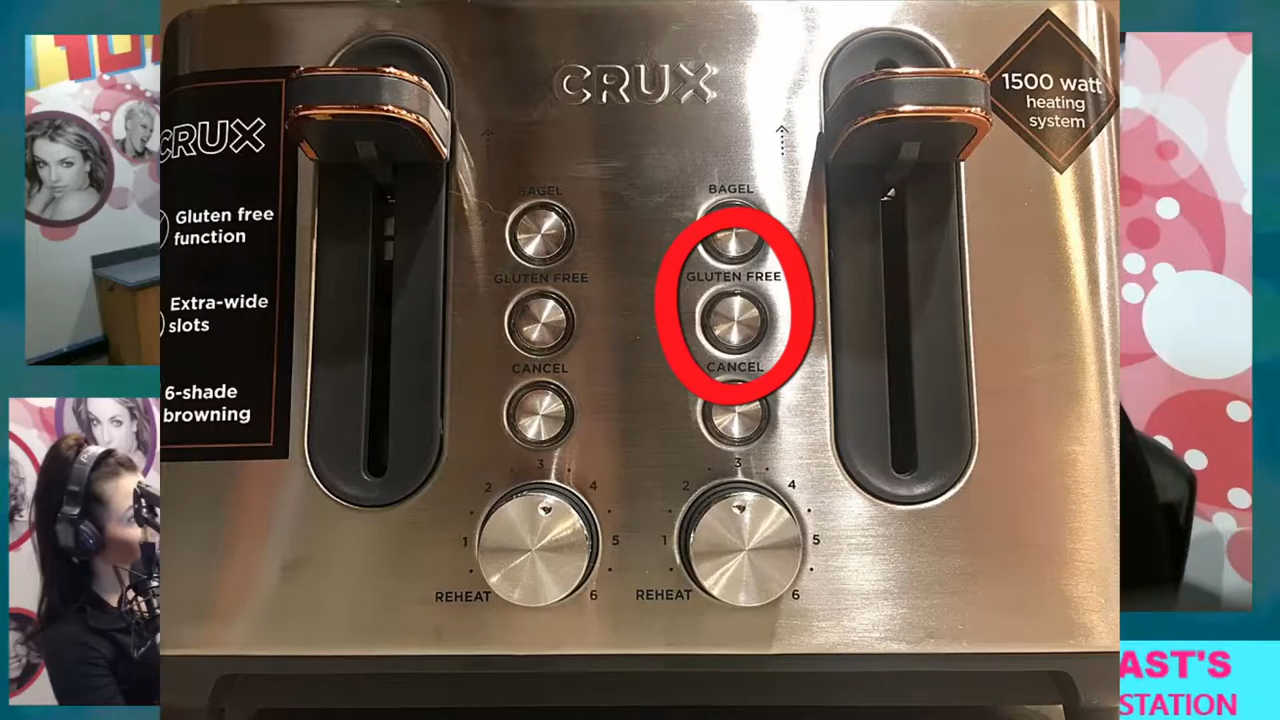 101
CRUX
1500 watt
heating
system
CRUX
Gluten free
function
Extra-wide
slots
6-shade
browning
BAGEL
GLUTEN FREE
CANCEL
1
2
3
4
5
6
REHEAT
BAGEL
GLUTEN FREE
CANCEL
1
2
3
4
5
6
REHEAT
AST'S
STATION